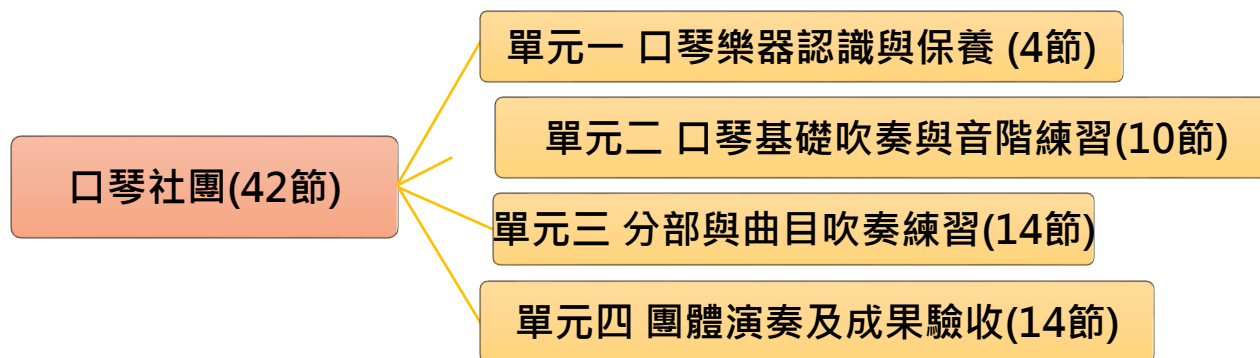 單元一 口琴樂器認識與保養 (4節)
單元二 口琴基礎吹奏與音階練習(10節)
口琴社團(42節)
單元三 分部與曲目吹奏練習(14節)
單元四 團體演奏及成果驗收(14節)